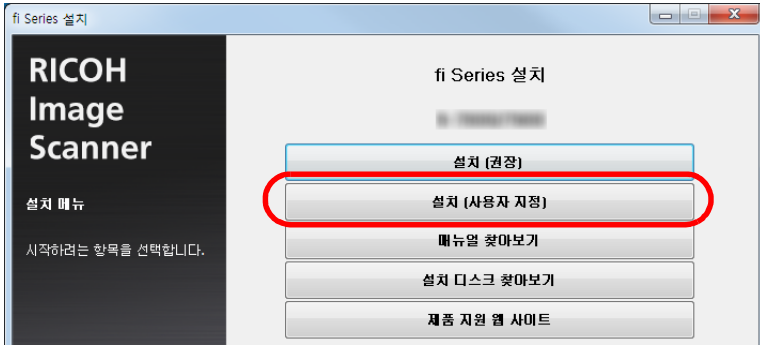 fi Series 설치
RICOH
Image
Scanner
설치 메뉴
시작하려는 항목을 선택합니다.
fi Series 설치
설치 (권장)
설치 (사용자 지정)
매뉴얼 찾아보기
설치 디스크 찾아보기
제품 지원 웹 사이트